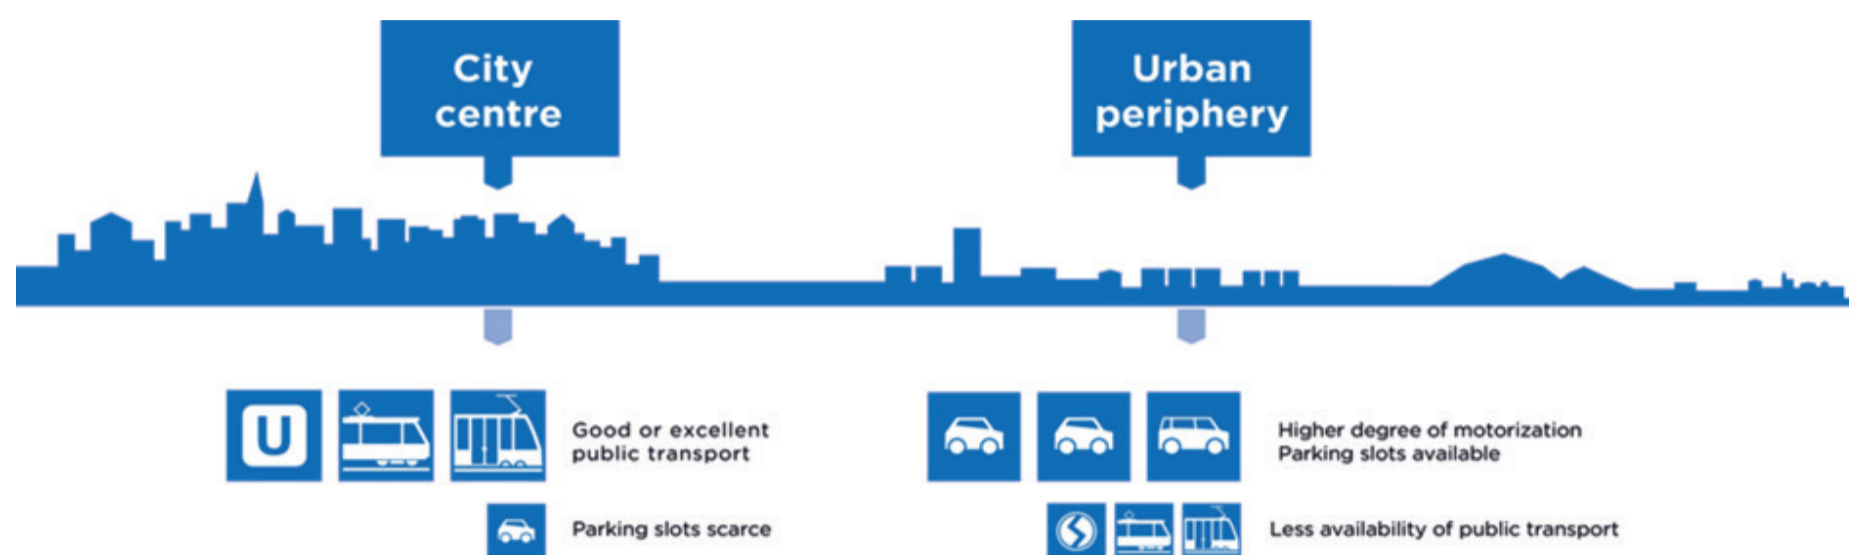 City
centre
Urban
periphery
U
Good or excellent
public transport
Higher degree of motorization
Parking slots available
Parking slots scarce
Less availability of public transport